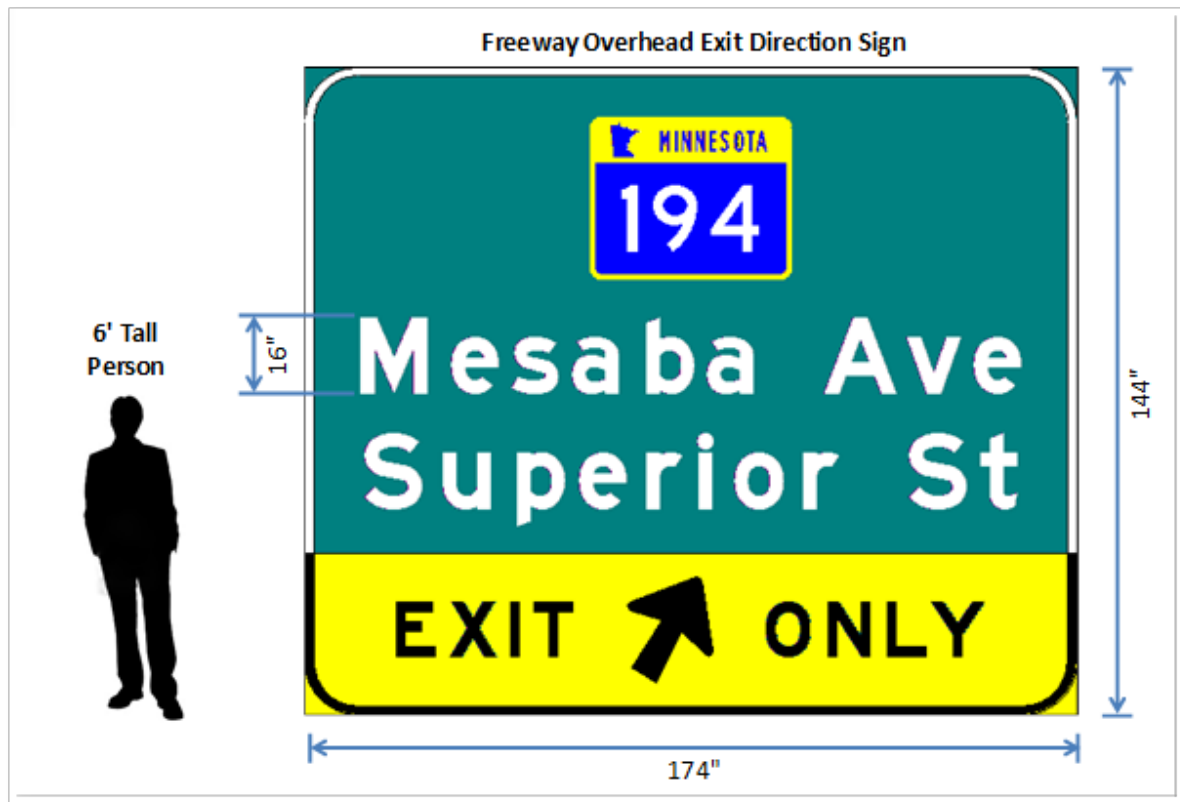 Freeway Overhead Exit Direction Sign
MINNESOTA
194
6' Tall
Person
16"
Mesaba Ave
Superior St
144"
EXIT ONLY
174"